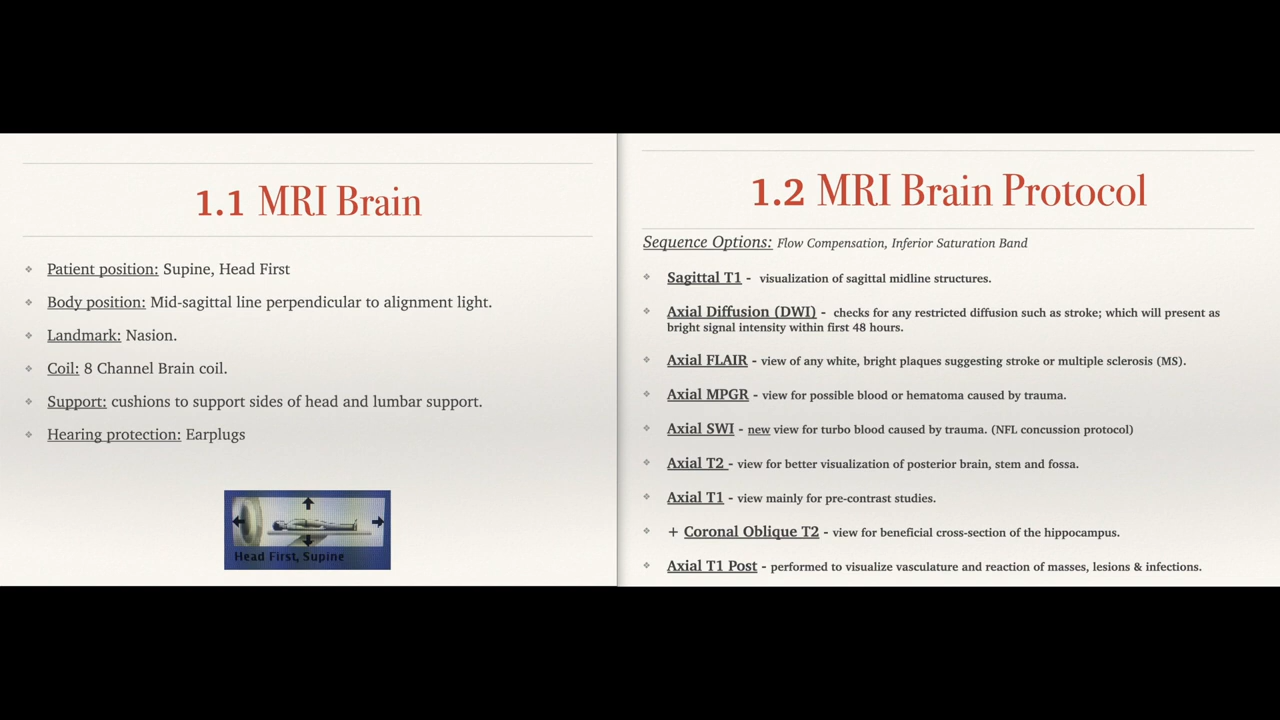 1.1 MRI Brain
❖ Patient position: Supine, Head First
❖ Body position: Mid-sagittal line perpendicular to alignment light.
❖ Landmark: Nasion.
❖ Coil: 8 Channel Brain coil.
❖ Support: cushions to support sides of head and lumbar support.
❖ Hearing protection: Earplugs
Head First, Supine
1.2 MRI Brain Protocol
Sequence Options: Flow Compensation, Inferior Saturation Band
❖ Sagittal T1 - visualization of sagittal midline structures.
❖ Axial Diffusion (DWI) - checks for any restricted diffusion such as stroke; which will present as
bright signal intensity within first 48 hours.
❖ Axial FLAIR - view of any white, bright plaques suggesting stroke or multiple sclerosis (MS).
❖ Axial MPGR - view for possible blood or hematoma caused by trauma.
❖ Axial SWI - new view for turbo blood caused by trauma. (NFL concussion protocol)
❖ Axial T2 - view for better visualization of posterior brain, stem and fossa.
❖ Axial T1 - view mainly for pre-contrast studies.
❖ + Coronal Oblique T2 - view for beneficial cross-section of the hippocampus.
❖ Axial T1 Post - performed to visualize vasculature and reaction of masses, lesions & infections.